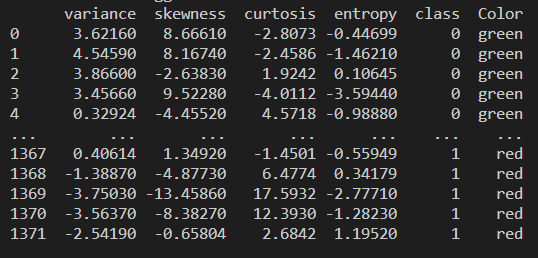 variance skewness curtosis entropy class Color
0 3.62160 8.66610 -2.8073 -0.44699 0 green
1 4.54590 8.16740 -2.4586 -1.46210 0 green
2 3.86600 -2.63830 1.9242 0.10645 0 green
3 3.45660 9.52280 -4.0112 -3.59440 0 green
4 0.32924 -4.45520 4.5718 -0.98880 0 green
... ... ... ... ... ... ...
1367 0.40614 1.34920 -1.4501 -0.55949 1 red
1368 -1.38870 -4.87730 6.4774 0.34179 1 red
1369 -3.75030 -13.45860 17.5932 -2.77710 1 red
1370 -3.56370 -8.38270 12.3930 -1.28230 1 red
1371 -2.54190 -0.65804 2.6842 1.19520 1 red